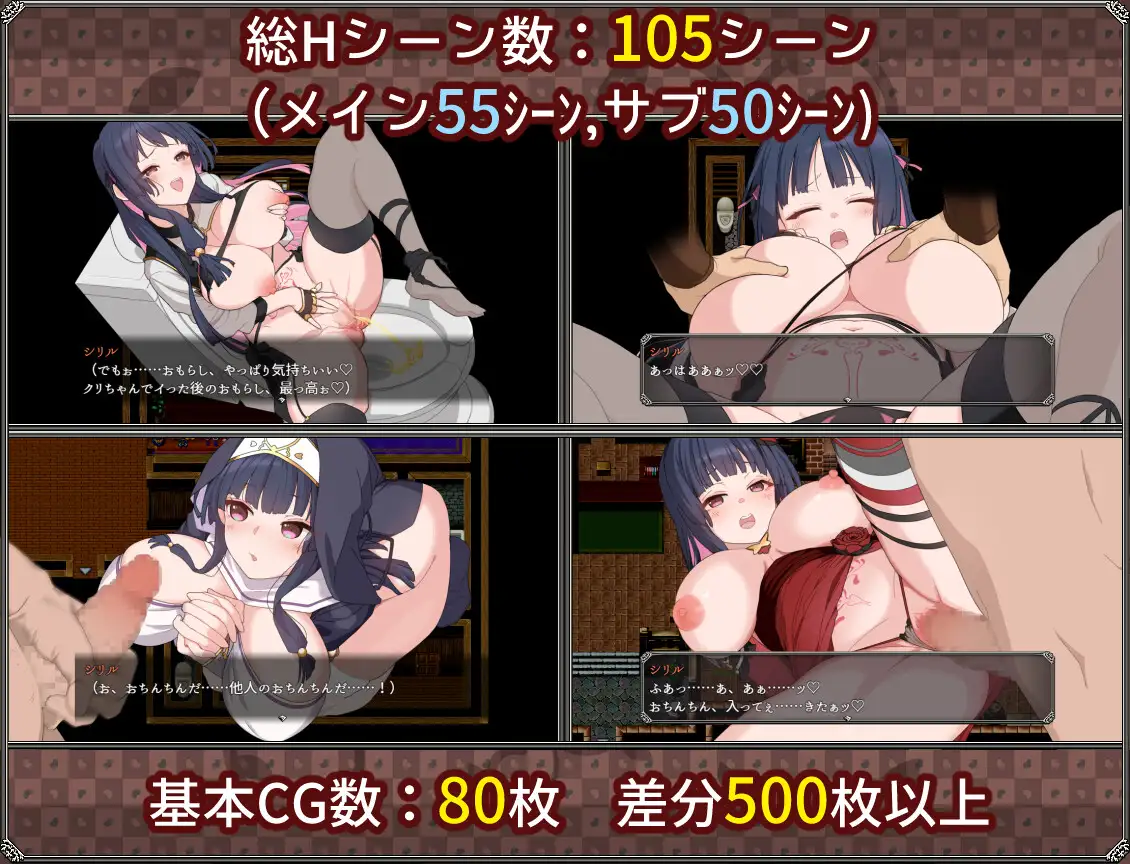 総Hシーン数：105シーン
(メイン55ｼｰﾝ,サブ50ｼｰﾝ)
シリル
（でもぉ……おもらし、やっぱり気持ちいい♡
クリちゃんでイった後のおもらし、最っ高ぉ♡）
シリル
あっはあああぁッ♡♡
シリル
（お、おちんちんだ……他人のおちんちんだ……！）
シリル
ふあっ……あ、あぁ……ッ♡
おちんちん、入ってぇ……きたぁッ♡
基本CG数：80枚　差分500枚以上